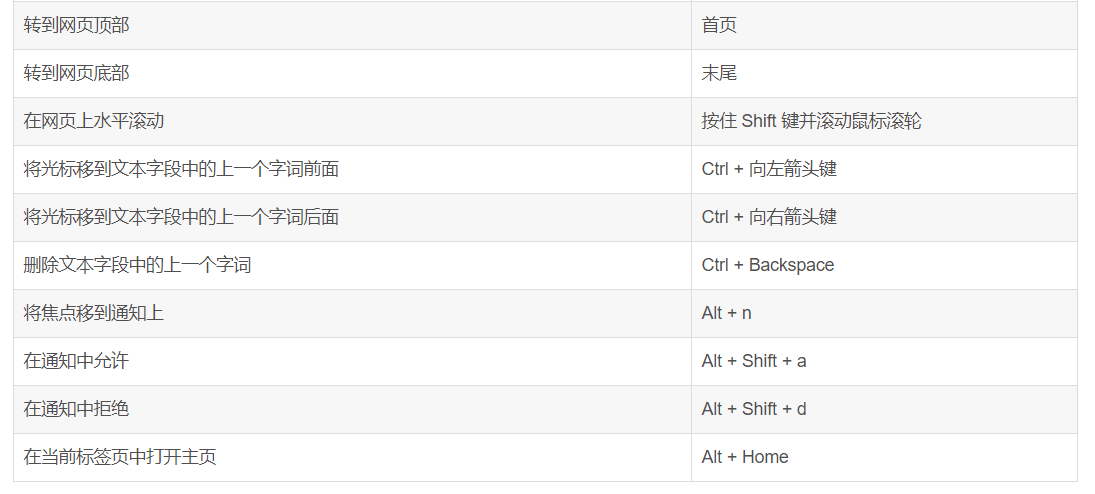 转到网页顶部 首页
转到网页底部 末尾
在网页上水平滚动 按住 Shift 键并滚动鼠标滚轮
将光标移到文本字段中的上一个字词前面 Ctrl + 向左箭头键
将光标移到文本字段中的上一个字词后面 Ctrl + 向右箭头键
删除文本字段中的上一个字词 Ctrl + Backspace
将焦点移到通知上 Alt + n
在通知中允许 Alt + Shift + a
在通知中拒绝 Alt + Shift + d
在当前标签页中打开主页 Alt + Home